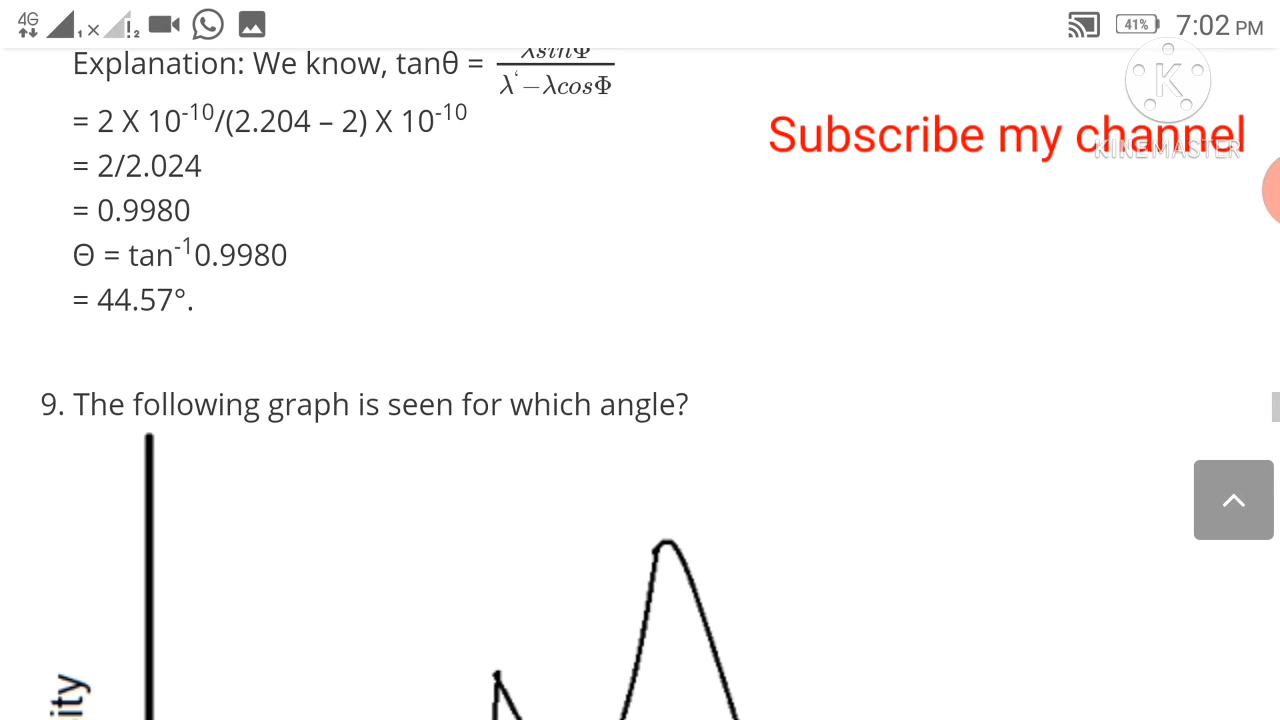 4G 1 x ! 2 41% 7:02 PM
Explanation: We know, tanθ = λsinΦ / λ‘−λcosΦ
= 2 X 10⁻¹⁰/(2.204 – 2) X 10⁻¹⁰
K
Subscribe my channel
KINEMASTER
= 2/2.024
= 0.9980
Θ = tan⁻¹0.9980
= 44.57°.
9. The following graph is seen for which angle?
ity